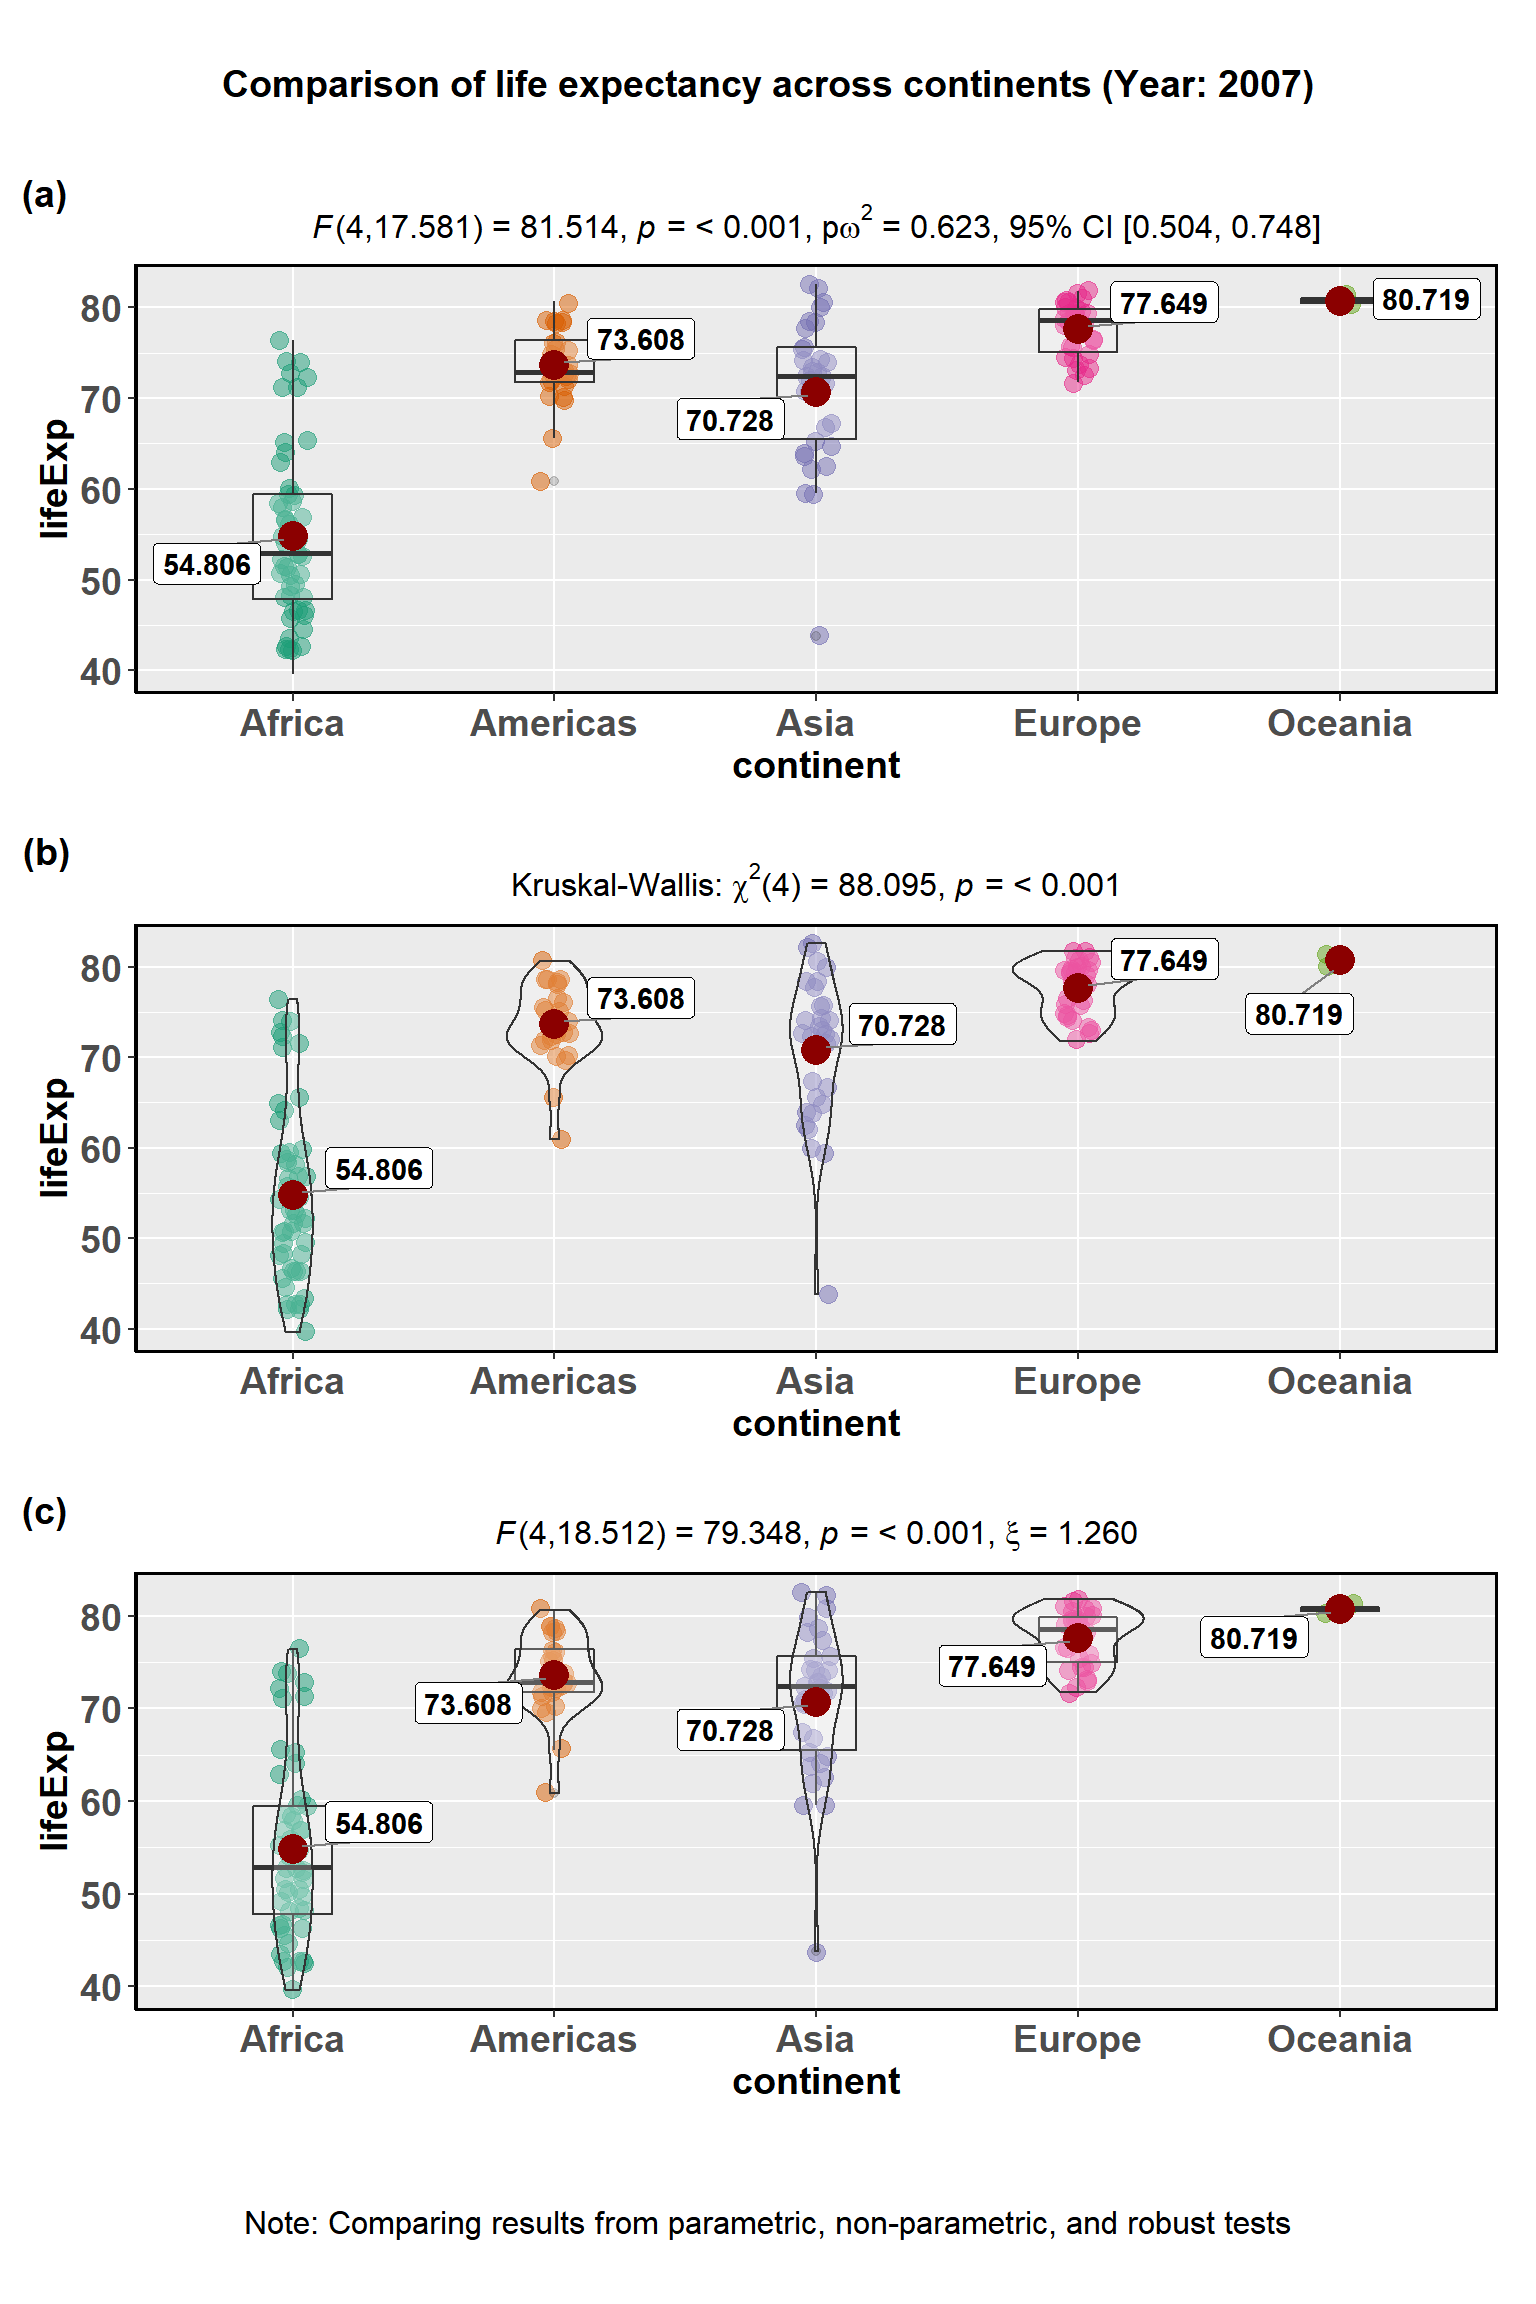 Comparison of life expectancy across continents (Year: 2007)
(a)
F(4,17.581) = 81.514, p = < 0.001, pω² = 0.623, 95% CI [0.504, 0.748]
lifeExp
80
70
60
50
40
54.806
73.608
70.728
77.649
80.719
Africa Americas Asia Europe Oceania
continent
(b)
Kruskal-Wallis: χ²(4) = 88.095, p = < 0.001
lifeExp
80
70
60
50
40
54.806
73.608
70.728
77.649
80.719
Africa Americas Asia Europe Oceania
continent
(c)
F(4,18.512) = 79.348, p = < 0.001, ξ = 1.260
lifeExp
80
70
60
50
40
54.806
73.608
70.728
77.649
80.719
Africa Americas Asia Europe Oceania
continent
Note: Comparing results from parametric, non-parametric, and robust tests